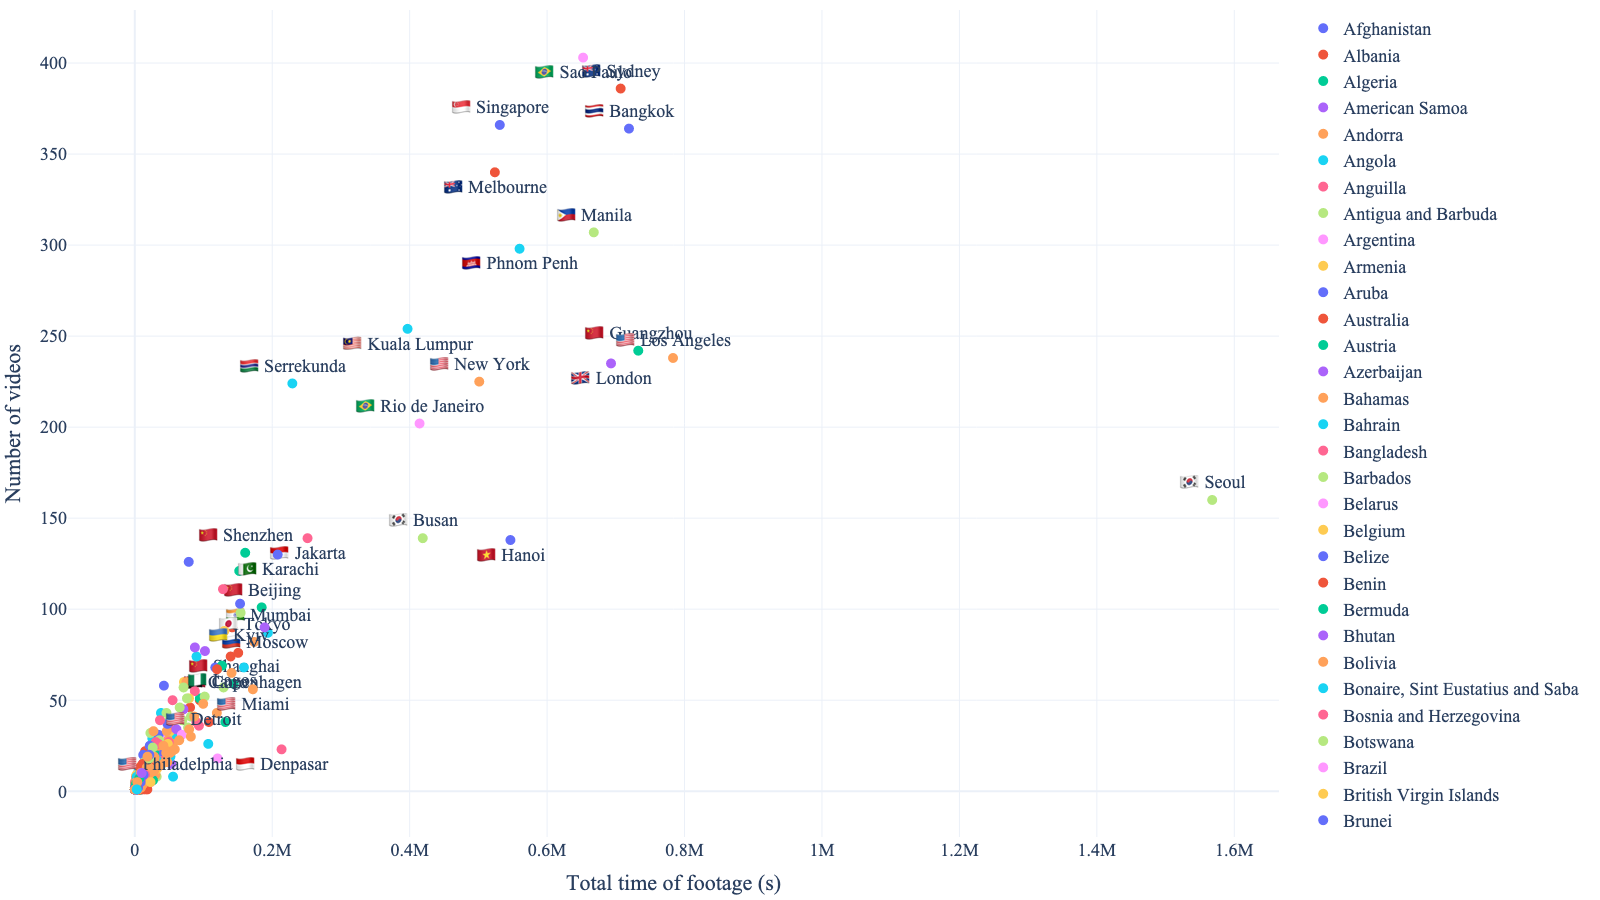 400
350
300
250
200
150
100
50
0
Number of videos
0
0.2M
0.4M
0.6M
0.8M
1M
1.2M
1.4M
1.6M
Total time of footage (s)
Sao Paulo
Sydney
Singapore
Bangkok
Melbourne
Manila
Phnom Penh
Guangzhou
Los Angeles
Kuala Lumpur
New York
Serrekunda
London
Rio de Janeiro
Seoul
Busan
Shenzhen
Jakarta
Hanoi
Karachi
Beijing
Mumbai
Tokyo
Kyiv
Moscow
Shanghai
Lagos
Copenhagen
Miami
Detroit
Philadelphia
Denpasar
Afghanistan
Albania
Algeria
American Samoa
Andorra
Angola
Anguilla
Antigua and Barbuda
Argentina
Armenia
Aruba
Australia
Austria
Azerbaijan
Bahamas
Bahrain
Bangladesh
Barbados
Belarus
Belgium
Belize
Benin
Bermuda
Bhutan
Bolivia
Bonaire, Sint Eustatius and Saba
Bosnia and Herzegovina
Botswana
Brazil
British Virgin Islands
Brunei